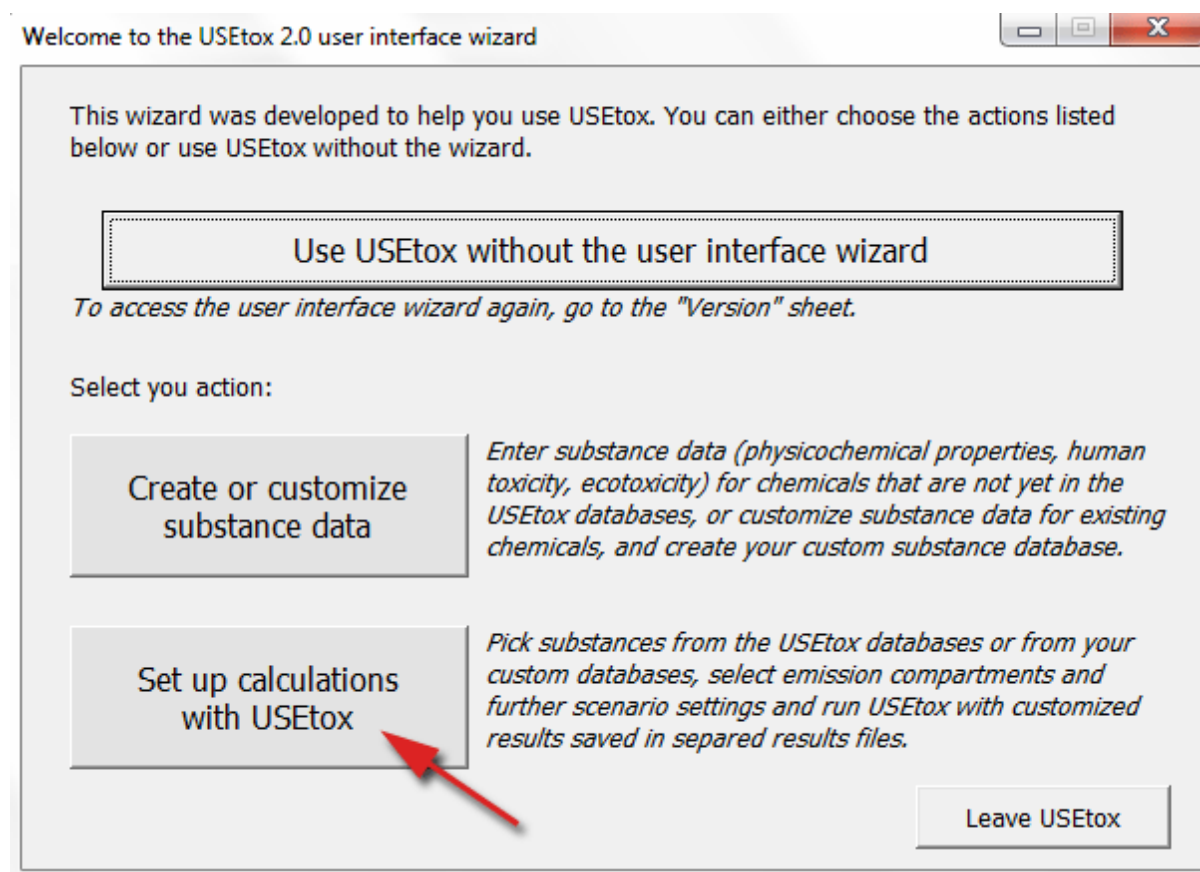 Welcome to the USEtox 2.0 user interface wizard
This wizard was developed to help you use USEtox. You can either choose the actions listed
below or use USEtox without the wizard.
Use USEtox without the user interface wizard
To access the user interface wizard again, go to the "Version" sheet.
Select you action:
Create or customize
substance data
Enter substance data (physicochemical properties, human
toxicity, ecotoxicity) for chemicals that are not yet in the
USEtox databases, or customize substance data for existing
chemicals, and create your custom substance database.
Set up calculations
with USEtox
Pick substances from the USEtox databases or from your
custom databases, select emission compartments and
further scenario settings and run USEtox with customized
results saved in separed results files.
Leave USEtox